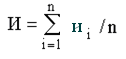 И = n∑i=1 и i /n